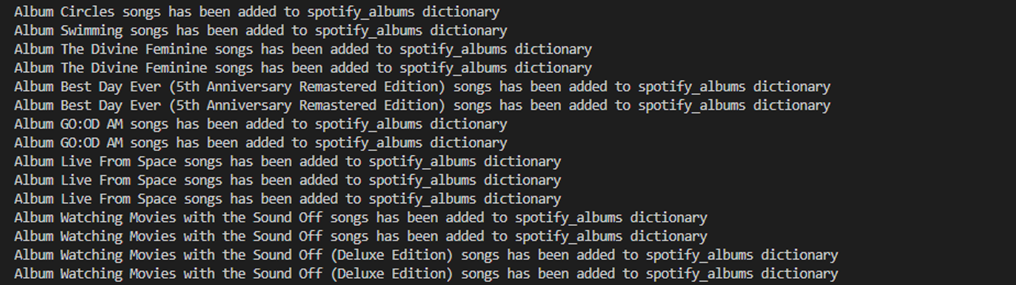 Album Circles songs has been added to spotify_albums dictionary
Album Swimming songs has been added to spotify_albums dictionary
Album The Divine Feminine songs has been added to spotify_albums dictionary
Album The Divine Feminine songs has been added to spotify_albums dictionary
Album Best Day Ever (5th Anniversary Remastered Edition) songs has been added to spotify_albums dictionary
Album Best Day Ever (5th Anniversary Remastered Edition) songs has been added to spotify_albums dictionary
Album GO:OD AM songs has been added to spotify_albums dictionary
Album GO:OD AM songs has been added to spotify_albums dictionary
Album Live From Space songs has been added to spotify_albums dictionary
Album Live From Space songs has been added to spotify_albums dictionary
Album Live From Space songs has been added to spotify_albums dictionary
Album Watching Movies with the Sound Off songs has been added to spotify_albums dictionary
Album Watching Movies with the Sound Off songs has been added to spotify_albums dictionary
Album Watching Movies with the Sound Off (Deluxe Edition) songs has been added to spotify_albums dictionary
Album Watching Movies with the Sound Off (Deluxe Edition) songs has been added to spotify_albums dictionary